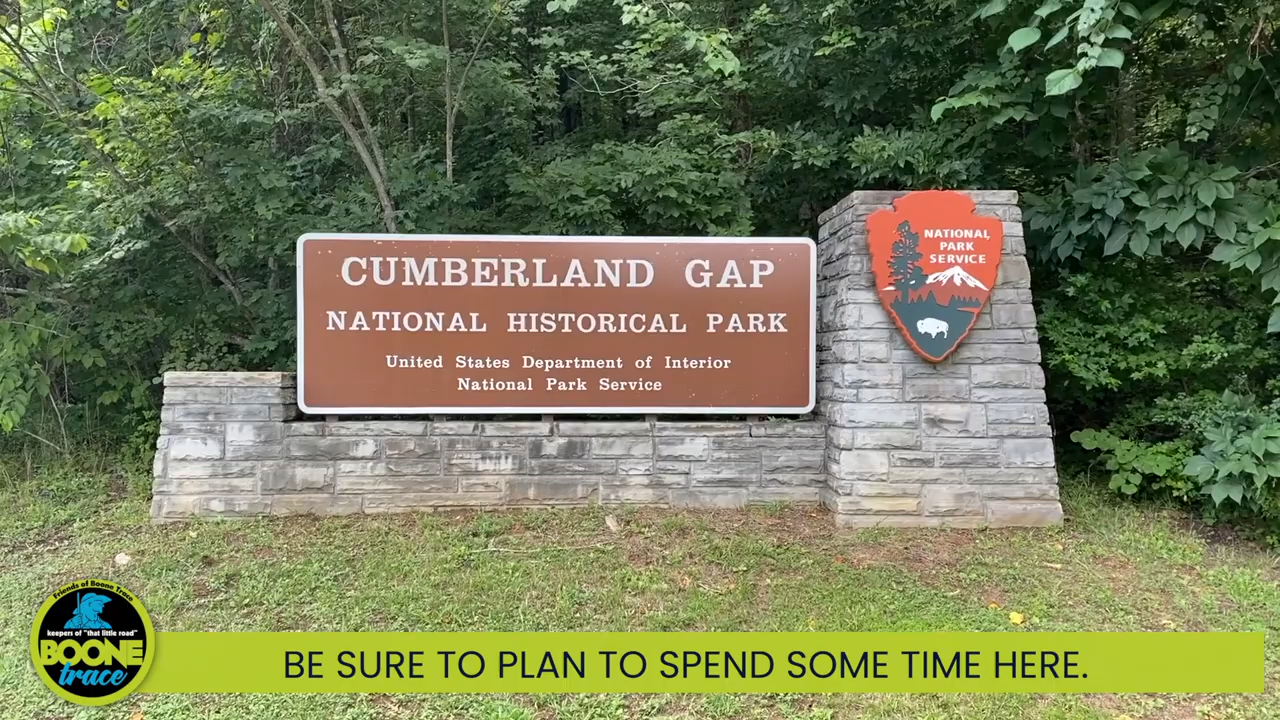 CUMBERLAND GAP
NATIONAL HISTORICAL PARK
United States Department of Interior
National Park Service
NATIONAL
PARK
SERVICE
Friends of Boone Trace
keepers of "that little road"
BOONE
trace
BE SURE TO PLAN TO SPEND SOME TIME HERE.